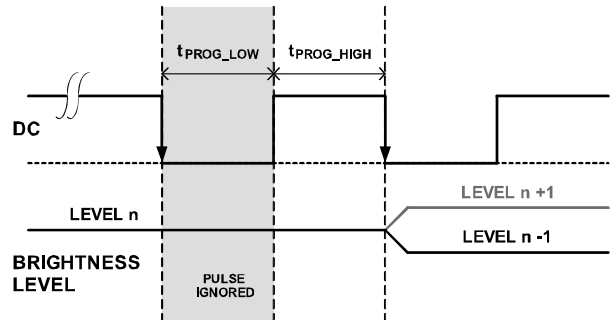 tPROG_LOW
tPROG_HIGH
DC
LEVEL n +1
LEVEL n
LEVEL n -1
BRIGHTNESS
LEVEL
PULSE
IGNORED